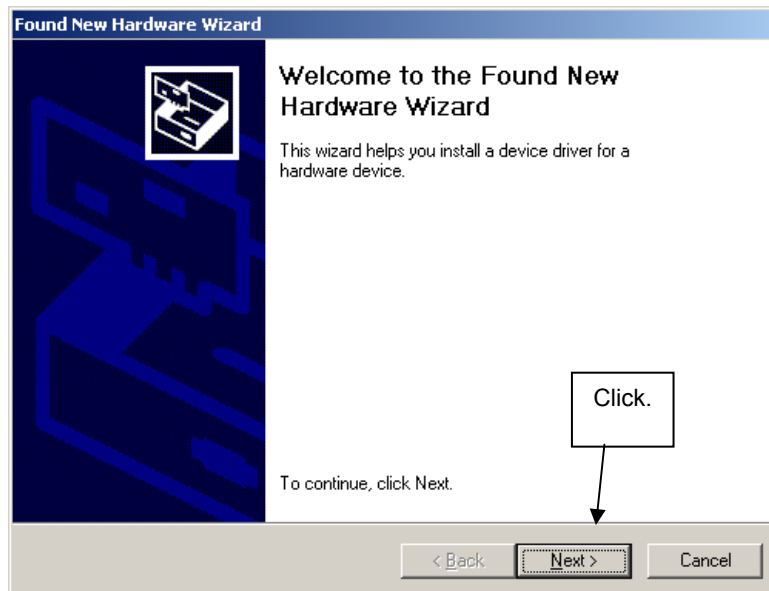 Found New Hardware Wizard
Welcome to the Found New
Hardware Wizard
This wizard helps you install a device driver for a
hardware device.
Click.
To continue, click Next.
< Back
Next >
Cancel